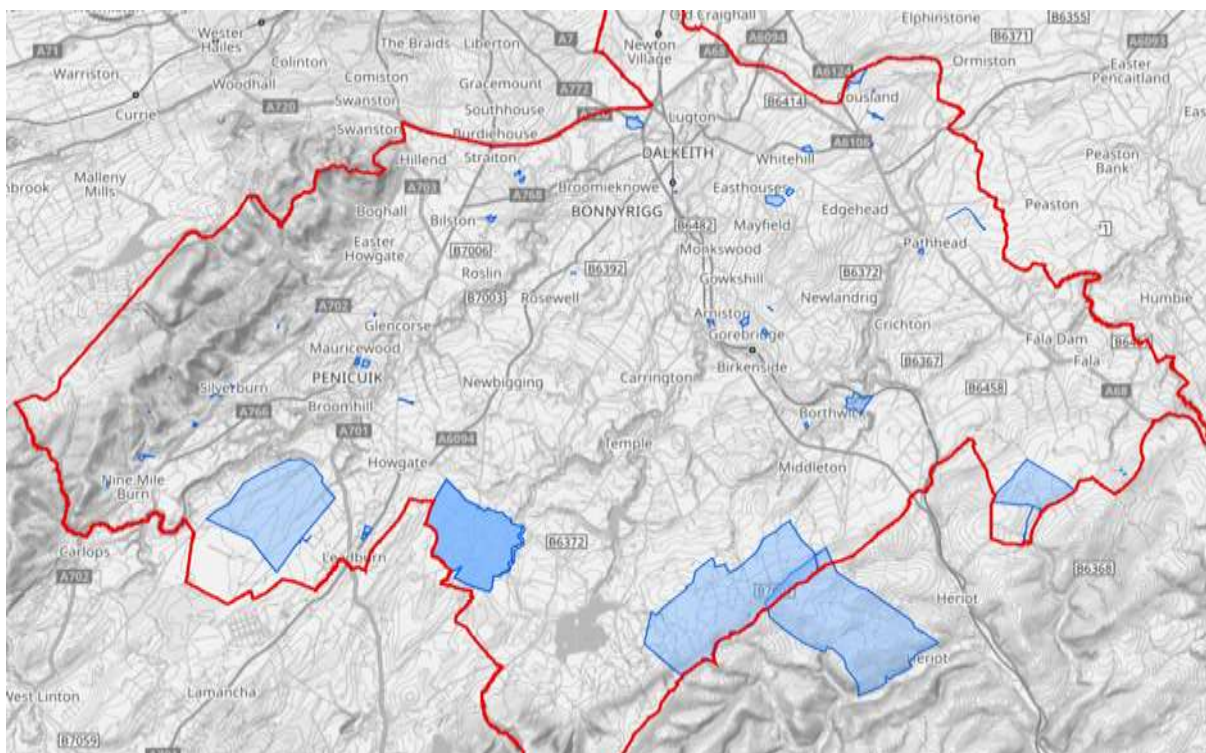 Old Craighall
Elphinstone
B6355
Wester
Hailes
A71
The Braids
Liberton
A7
Newton
Village
A68
A6094
B6371
A6093
Colinton
Ormiston
Easter
Pencaitland
Warriston
Woodhall
Comiston
Gracemount
A772
A6124
A720
Swanston
Southhouse
B6414
Currie
Lugton
Swanston
Burdiehouse
Hillend
Straiton
DALKEITH
Whitehill
A6106
Peaston
Bank
Malleny
Mills
A703
A768
Broomieknowe
Easthouses
Boghall
Bilston
BONNYRIGG
Edgehead
Peaston
B6482
Mayfield
Easter
Howgate
B7006
Monkswood
Pathhead
Roslin
B6392
Gowkshill
B6372
B7003
Rosewell
Newlandrig
Humbie
A702
Arniston
Glencorse
Crichton
Gorebridge
Fala Dam
Mauricewood
B6367
Fala
Birkenside
PENICUIK
Newbigging
Carrington
Silverburn
B6458
A68
A766
Broomhill
Borthwick
A701
A6094
Temple
Howgate
Middleton
Nine Mile
Burn
Carlops
Leadburn
B6372
A702
B6368
Heriot
Heriot
West Linton
Lamancha
B7059